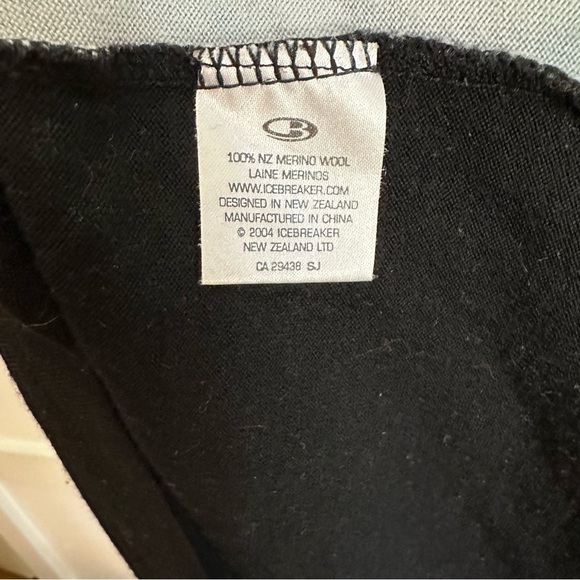 100% NZ MERINO WOOL
LAINE MERINOS
WWW.ICEBREAKER.COM
DESIGNED IN NEW ZEALAND
MANUFACTURED IN CHINA
© 2004 ICEBREAKER
NEW ZEALAND LTD
CA 29438 SJ